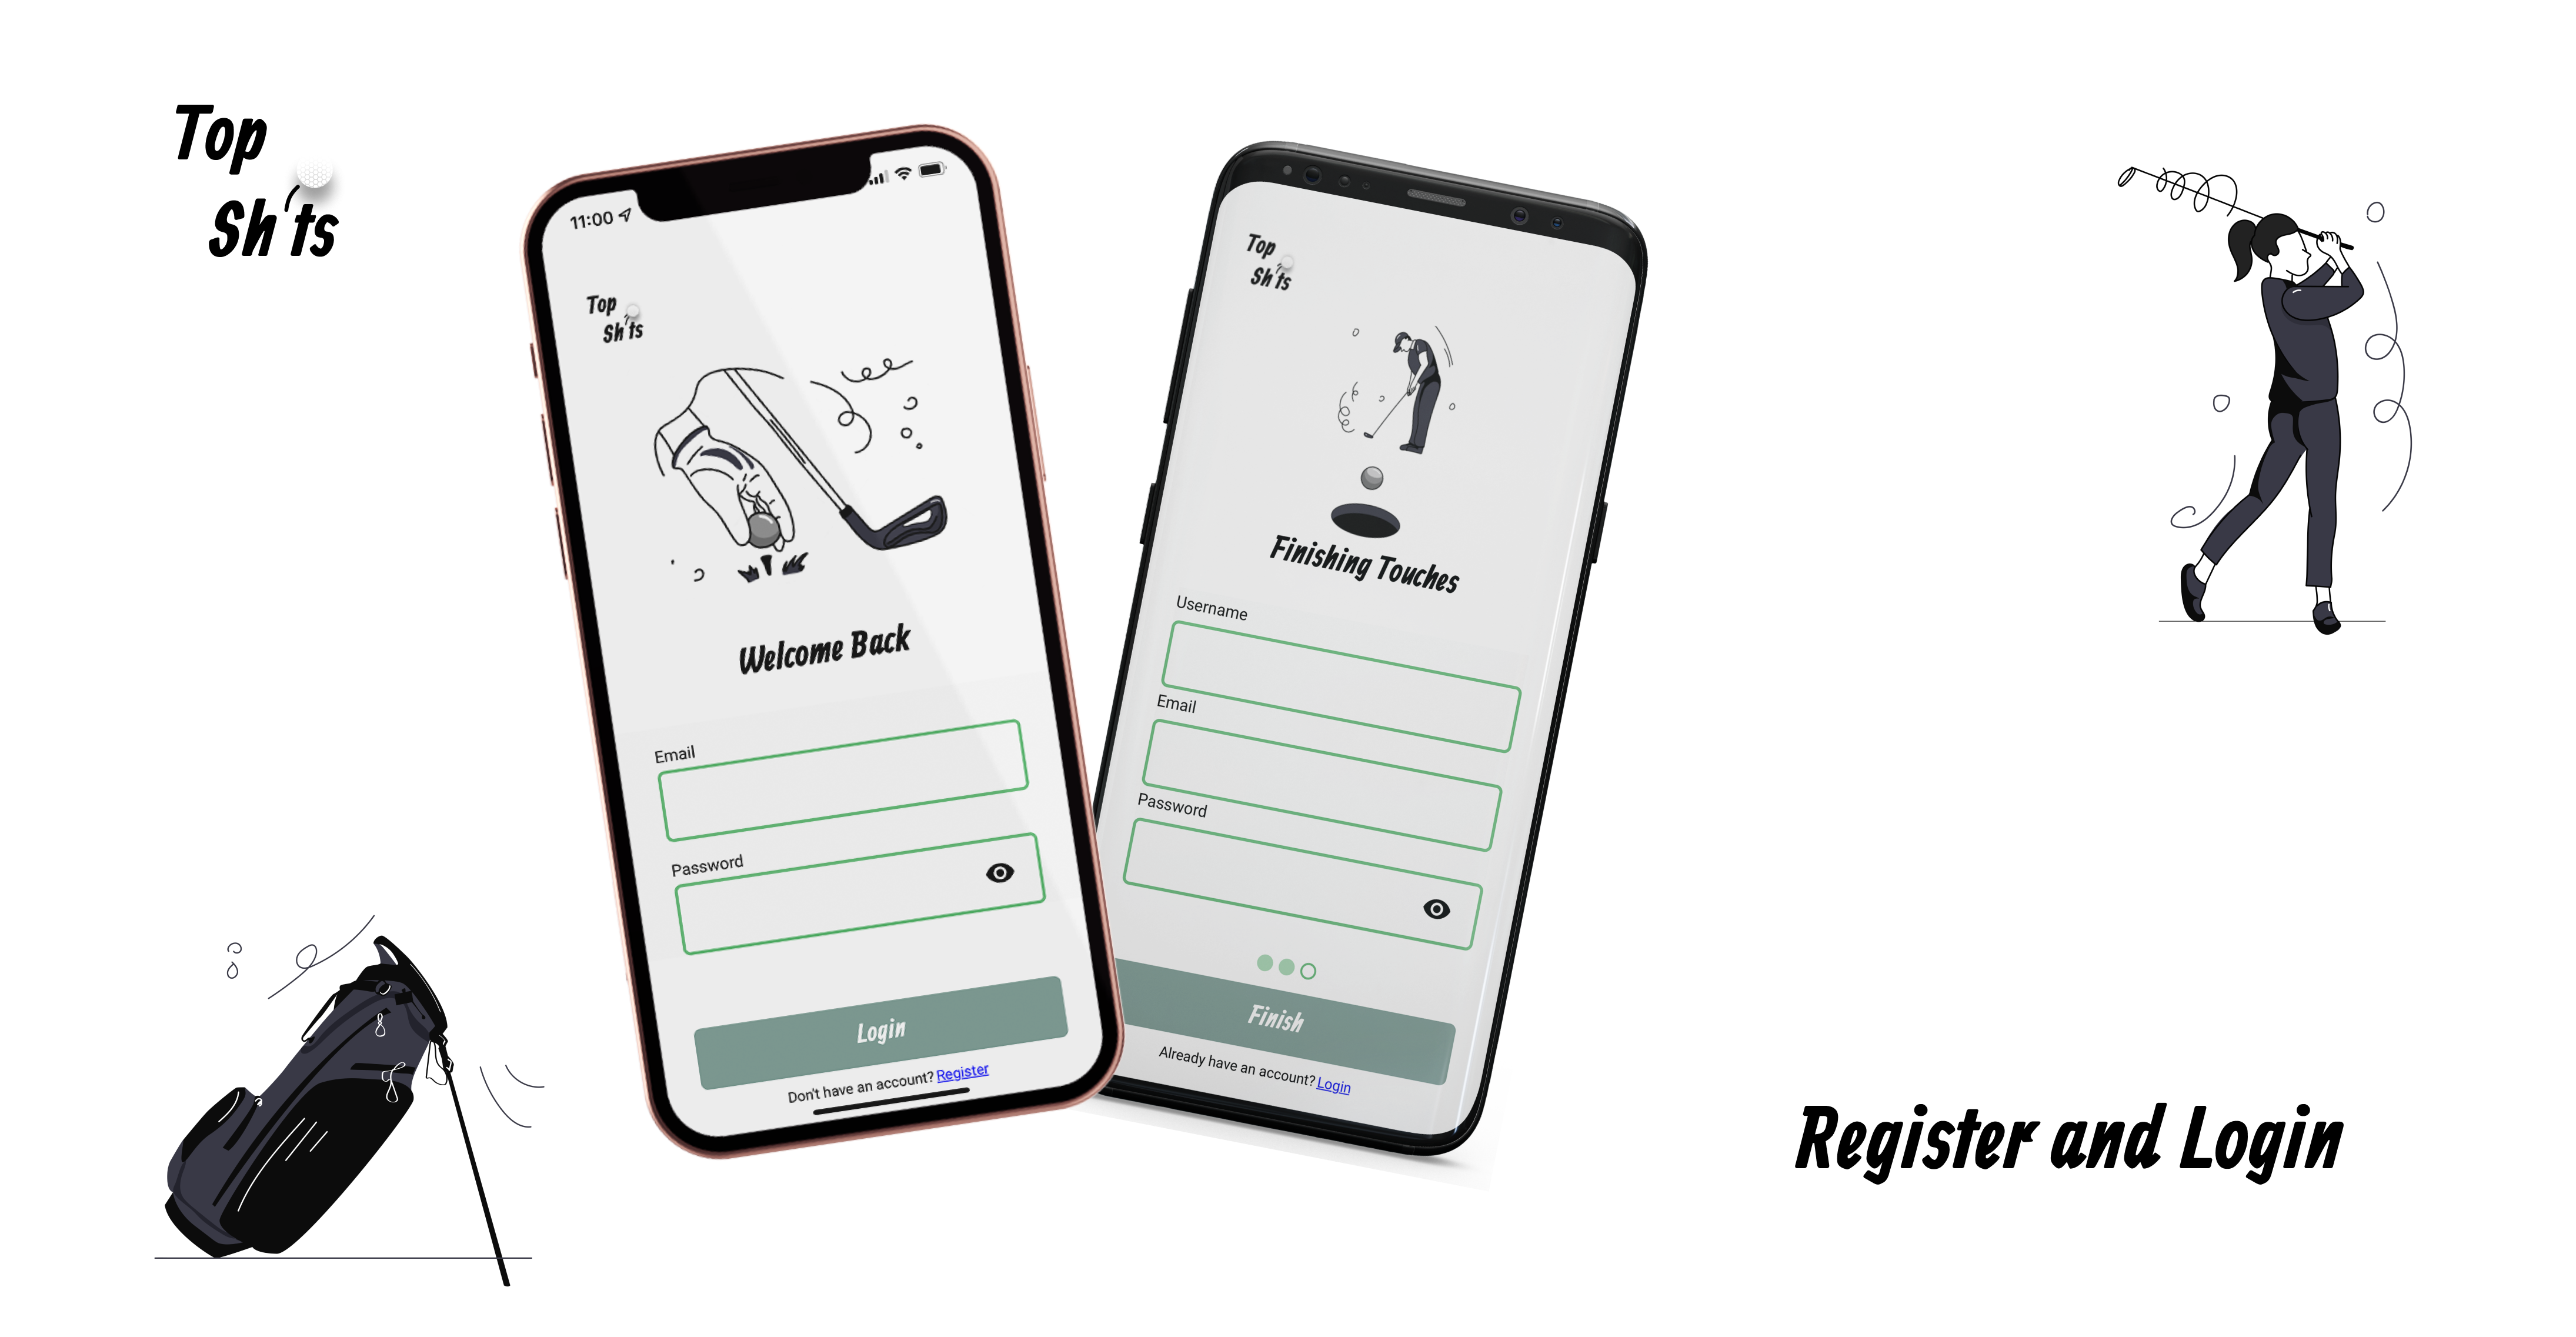 Top
Sh'ts
11:00
Top
Sh'ts
Welcome Back
Email
Password
Login
Don't have an account? Register
Top
Sh'ts
Finishing Touches
Username
Email
Password
Finish
Already have an account? Login
Register and Login